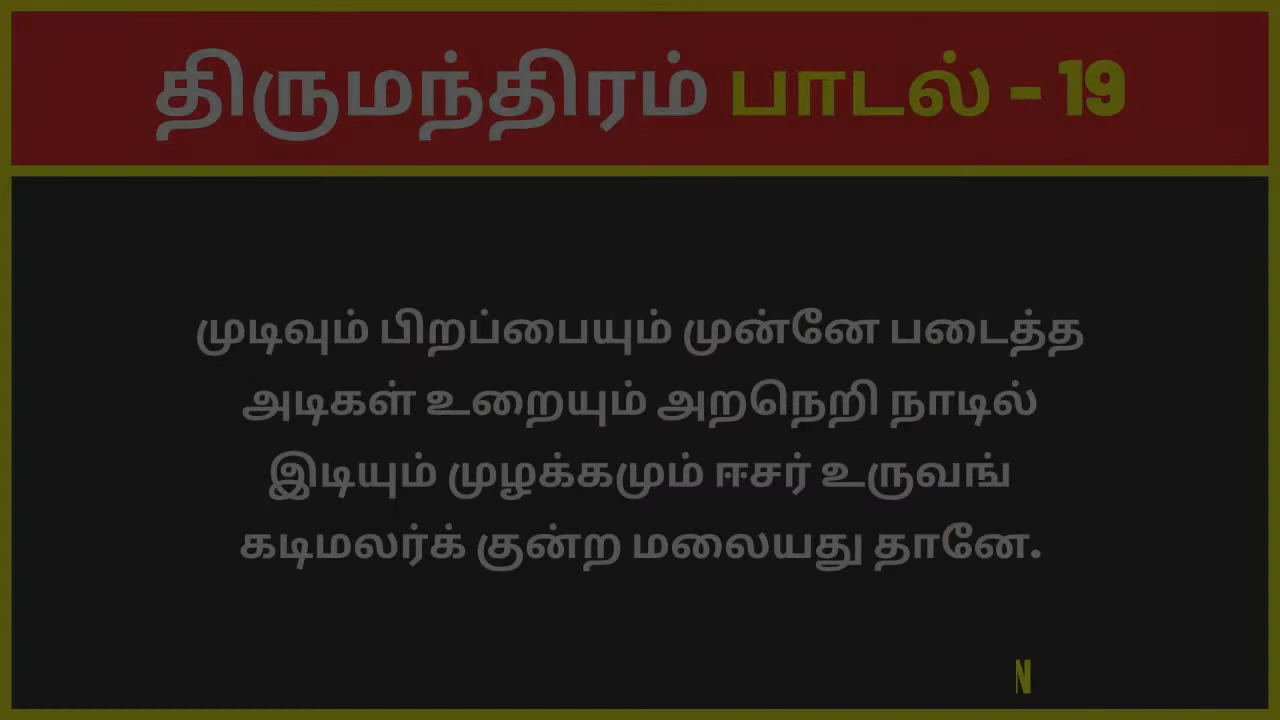 திருமந்திரம் பாடல் - 19
முடிவும் பிறப்பையும் முன்னே படைத்த
அடிகள் உறையும் அறநெறி நாடில்
இடியும் முழக்கமும் ஈசர் உருவங்
கடிமலர்க் குன்ற மலையது தானே.
N